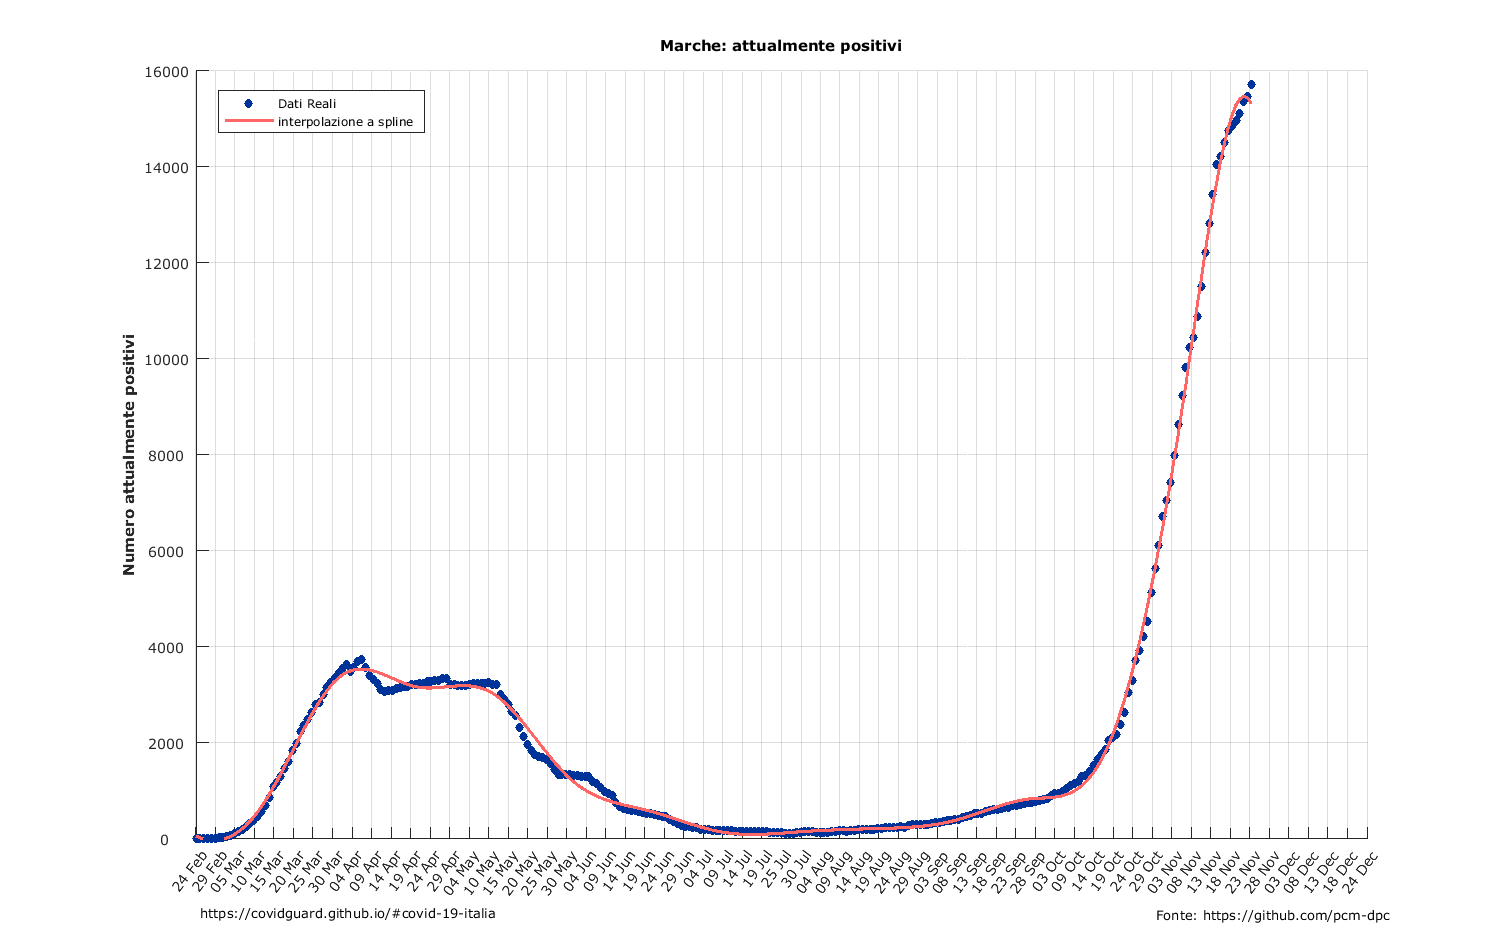 Marche: attualmente positivi
Dati Reali
interpolazione a spline
Numero attualmente positivi
16000
14000
12000
10000
8000
6000
4000
2000
0
24 Feb
29 Feb
05 Mar
10 Mar
15 Mar
20 Mar
25 Mar
30 Mar
04 Apr
09 Apr
14 Apr
19 Apr
24 Apr
29 Apr
04 May
10 May
15 May
20 May
25 May
30 May
04 Jun
09 Jun
14 Jun
19 Jun
24 Jun
29 Jun
04 Jul
09 Jul
14 Jul
19 Jul
25 Jul
30 Jul
04 Aug
09 Aug
14 Aug
19 Aug
24 Aug
29 Aug
03 Sep
08 Sep
13 Sep
18 Sep
23 Sep
28 Sep
03 Oct
09 Oct
14 Oct
19 Oct
24 Oct
29 Oct
03 Nov
08 Nov
13 Nov
18 Nov
23 Nov
28 Nov
03 Dec
08 Dec
13 Dec
18 Dec
24 Dec
https://covidguard.github.io/#covid-19-italia
Fonte: https://github.com/pcm-dpc